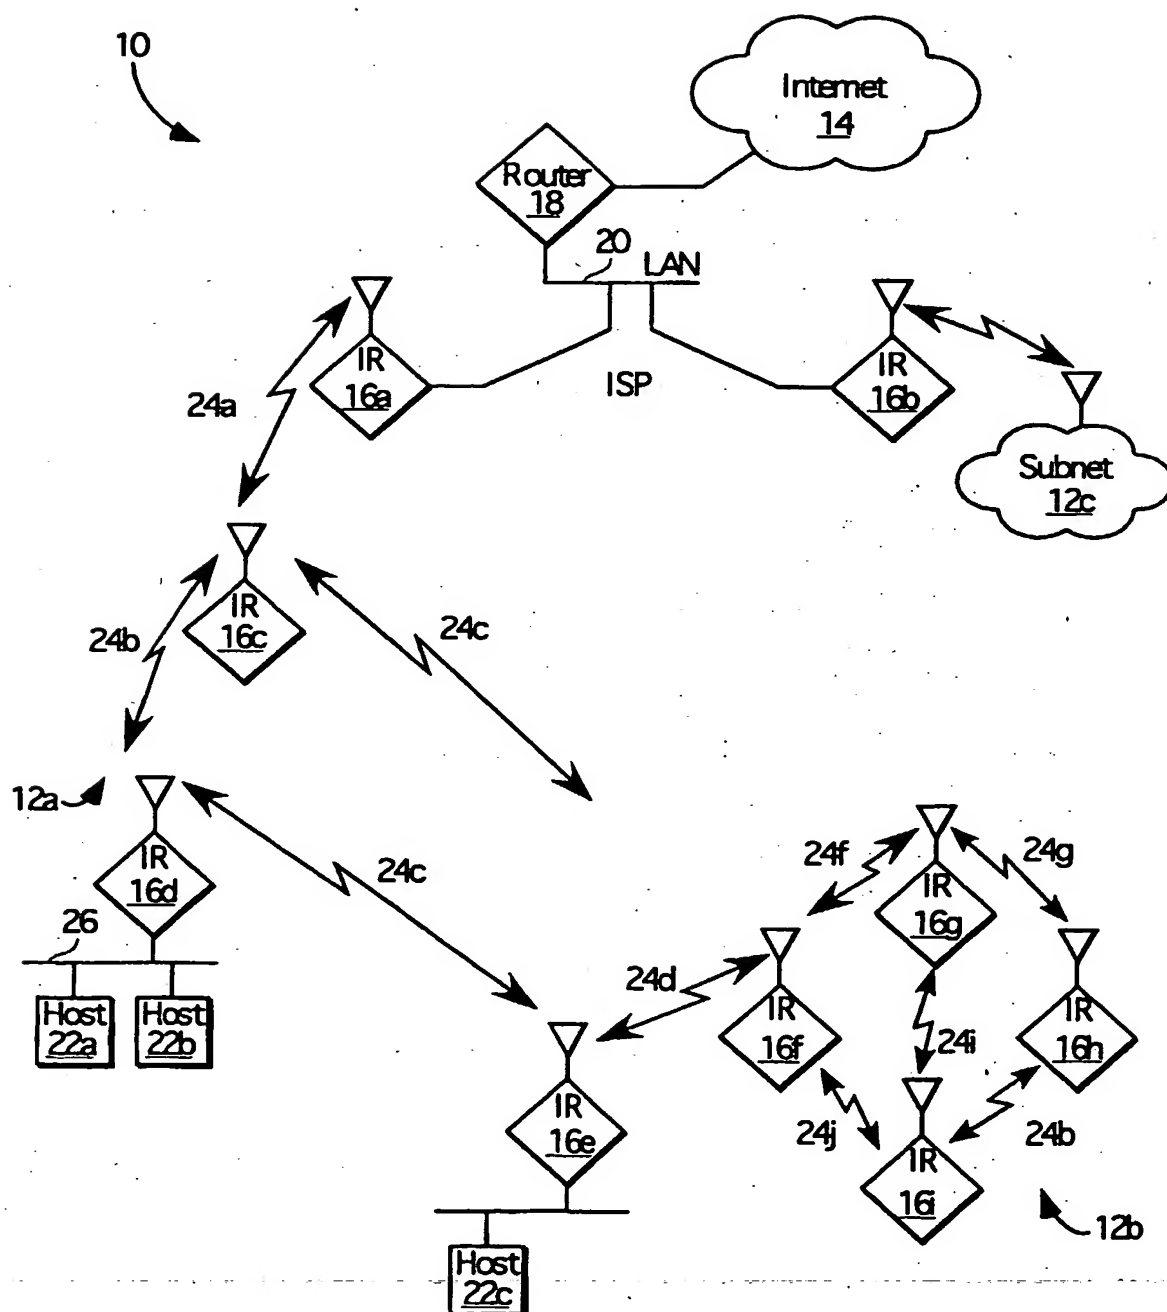 10
Internet
14
Router
18
20
LAN
IR
16a
ISP
IR
16b
24a
Subnet
12c
IR
16c
24b
24c
12a
IR
16d
24c
24f
24g
IR
16g
26
Host
22a
Host
22b
24d
IR
16f
24i
IR
16h
IR
16e
24j
24b
IR
16i
12b
Host
22c